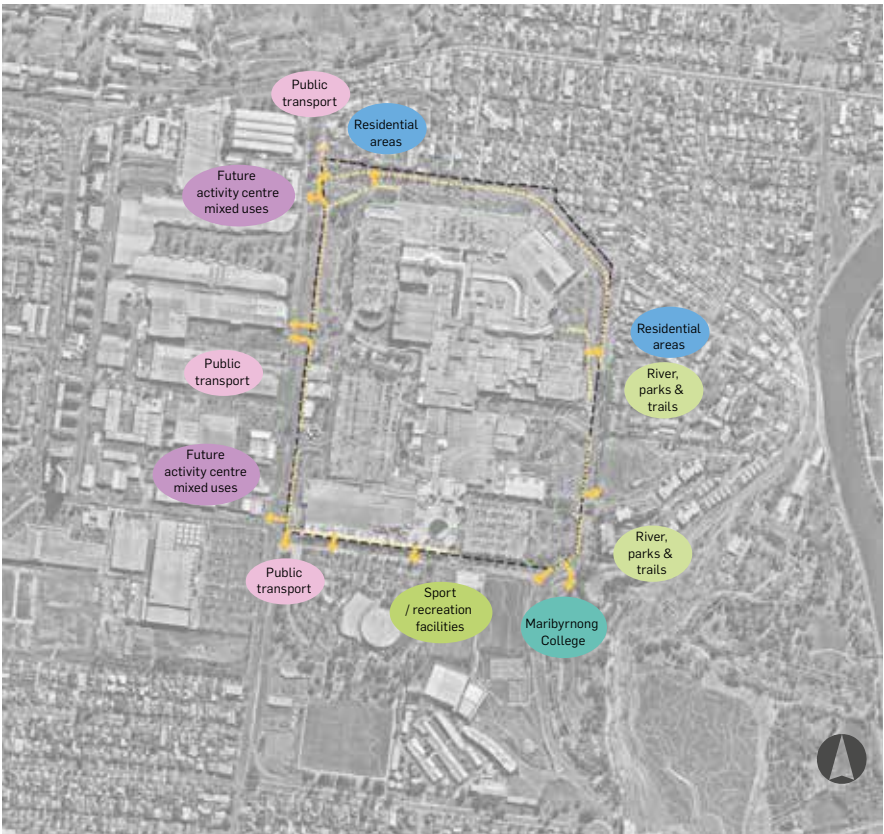 Public
transport
Residential
areas
Future
activity centre
mixed uses
Residential
areas
Public
transport
River,
parks &
trails
Future
activity centre
mixed uses
River,
parks &
trails
Public
transport
Sport
/ recreation
facilities
Maribyrnong
College